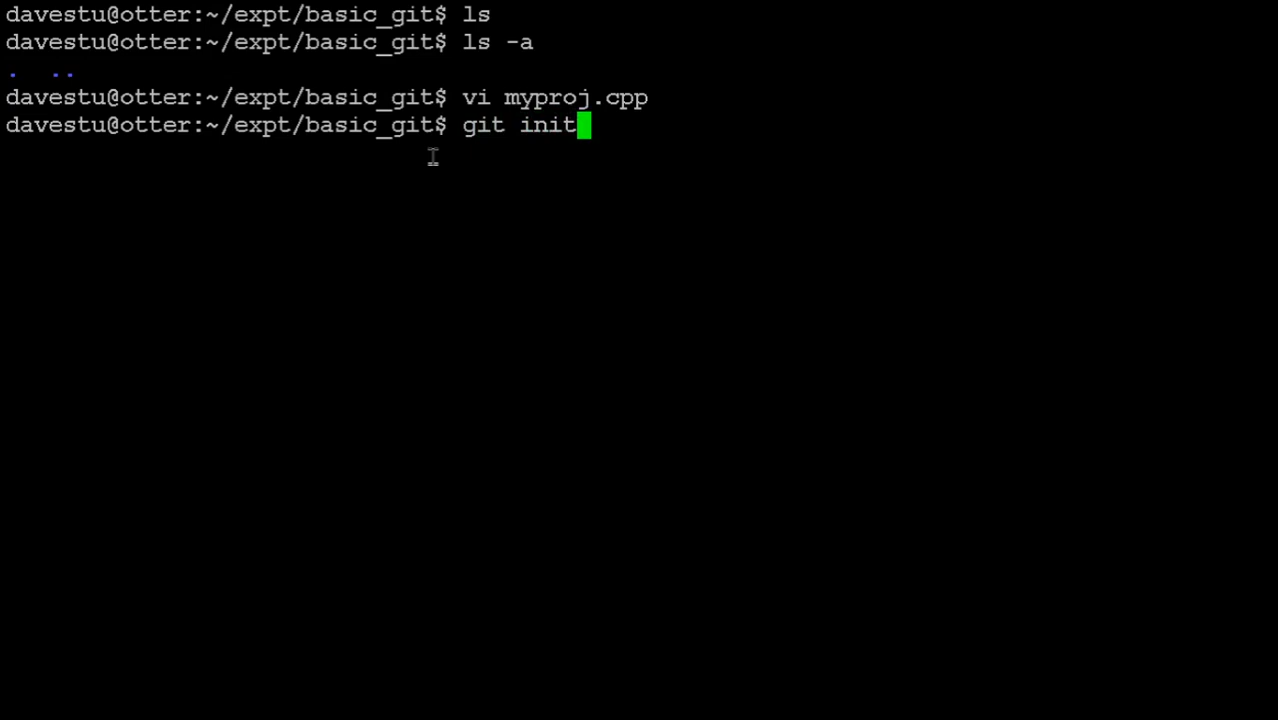 davestu@otter:~/expt/basic_git$ ls
davestu@otter:~/expt/basic_git$ ls -a
.  ..
davestu@otter:~/expt/basic_git$ vi myproj.cpp
davestu@otter:~/expt/basic_git$ git init